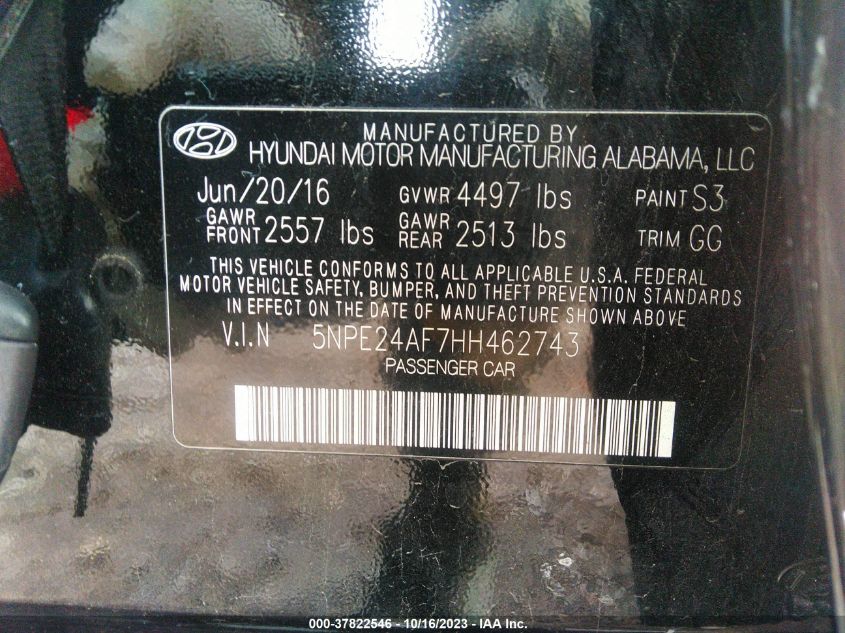 MANUFACTURED BY
HYUNDAI MOTOR MANUFACTURING ALABAMA, LLC
Jun/20/16 GVWR 4497 lbs PAINT S3
GAWR FRONT 2557 lbs GAWR REAR 2513 lbs TRIM GG
THIS VEHICLE CONFORMS TO ALL APPLICABLE U.S.A. FEDERAL
MOTOR VEHICLE SAFETY, BUMPER, AND THEFT PREVENTION STANDARDS
IN EFFECT ON THE DATE OF MANUFACTURE SHOWN ABOVE
V.I.N 5NPE24AF7HH462743
PASSENGER CAR
000-37822546 - 10/16/2023 - IAA Inc.